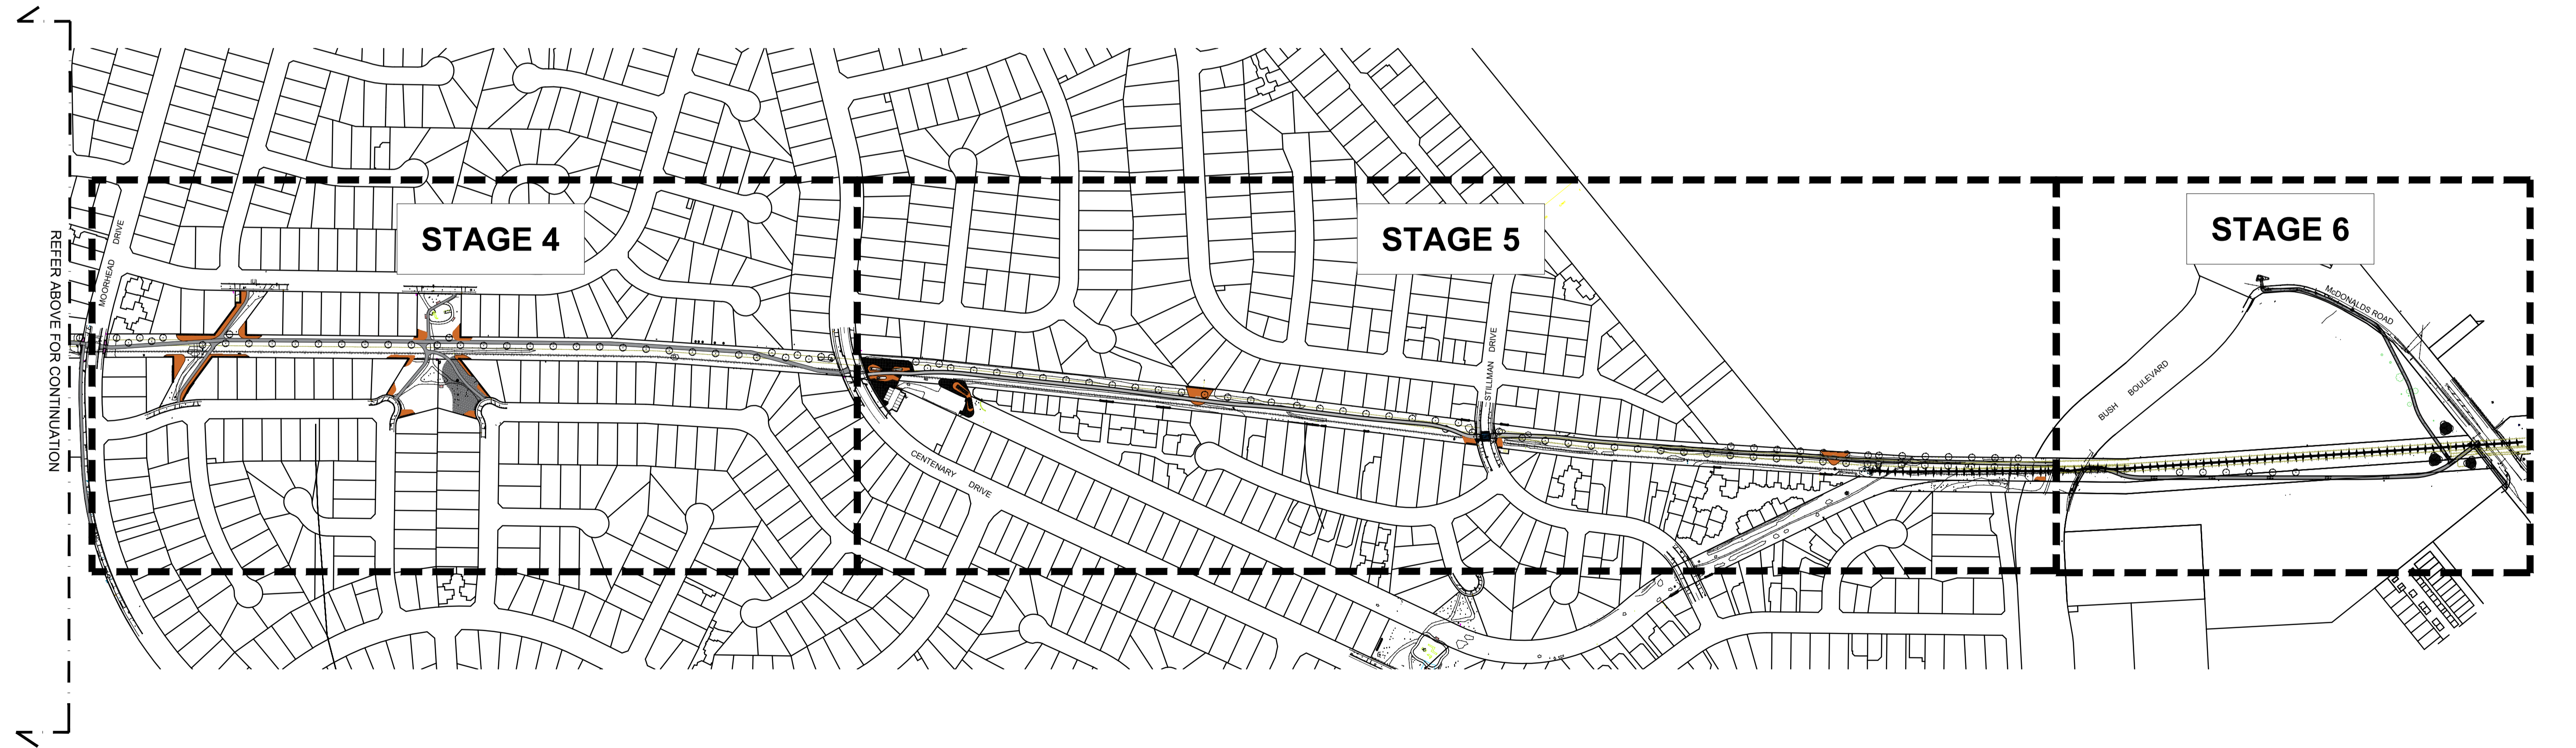 STAGE 4
STAGE 5
STAGE 6
MOORHEAD DRIVE
REFER ABOVE FOR CONTINUATION
CENTENARY DRIVE
STILLMAN DRIVE
BUSH BOULEVARD
McDONALDS ROAD